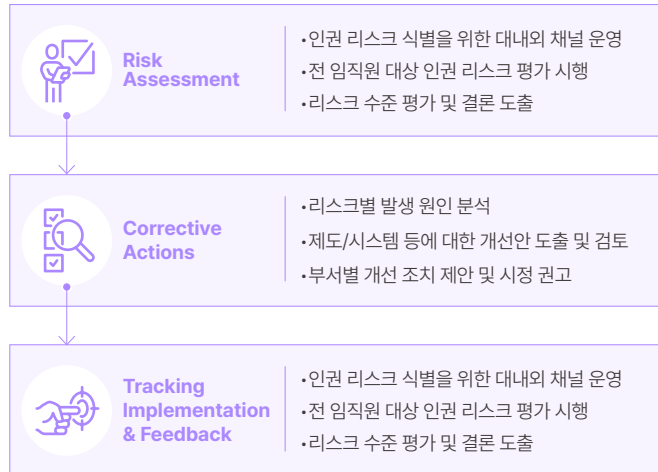 Risk
Assessment
•인권 리스크 식별을 위한 대내외 채널 운영
•전 임직원 대상 인권 리스크 평가 시행
•리스크 수준 평가 및 결론 도출
Corrective
Actions
•리스크별 발생 원인 분석
•제도/시스템 등에 대한 개선안 도출 및 검토
•부서별 개선 조치 제안 및 시정 권고
Tracking
Implementation
& Feedback
•인권 리스크 식별을 위한 대내외 채널 운영
•전 임직원 대상 인권 리스크 평가 시행
•리스크 수준 평가 및 결론 도출